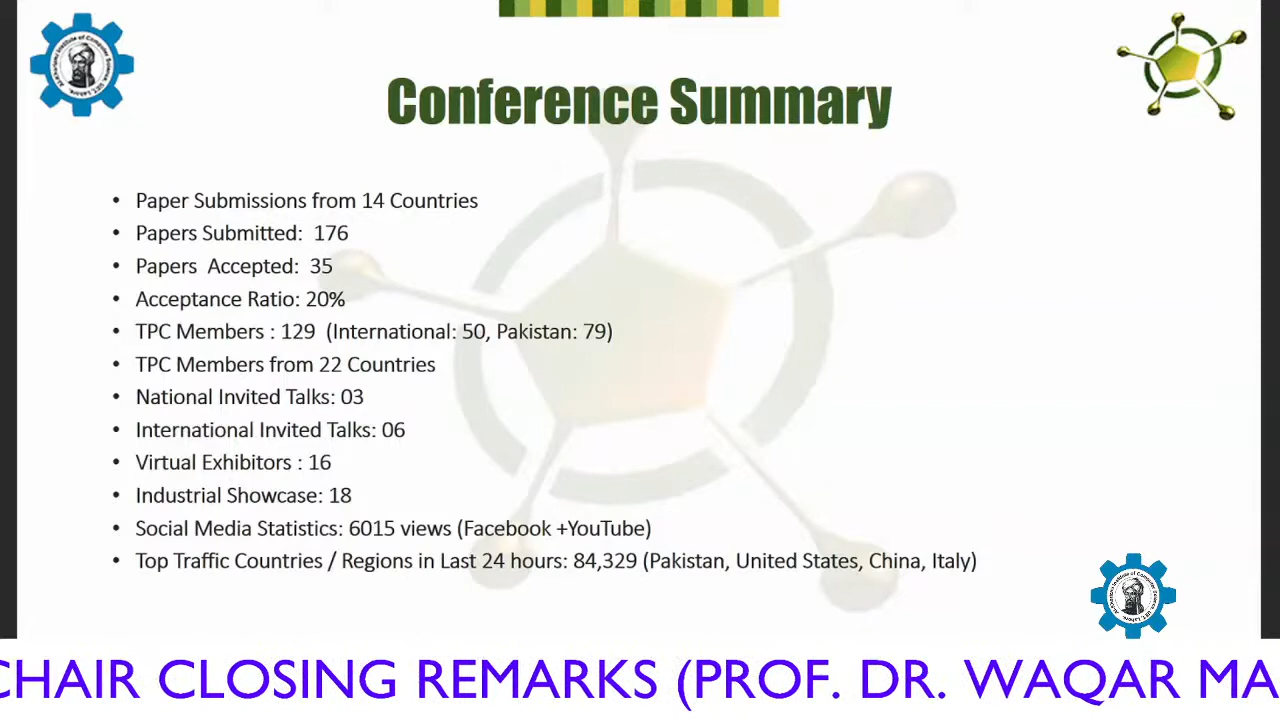 Conference Summary
• Paper Submissions from 14 Countries
• Papers Submitted: 176
• Papers Accepted: 35
• Acceptance Ratio: 20%
• TPC Members : 129 (International: 50, Pakistan: 79)
• TPC Members from 22 Countries
• National Invited Talks: 03
• International Invited Talks: 06
• Virtual Exhibitors : 16
• Industrial Showcase: 18
• Social Media Statistics: 6015 views (Facebook +YouTube)
• Top Traffic Countries / Regions in Last 24 hours: 84,329 (Pakistan, United States, China, Italy)
CHAIR CLOSING REMARKS (PROF. DR. WAQAR MA